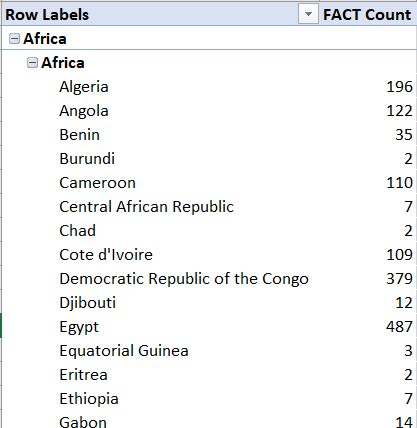 Row Labels FACT Count
Africa
Africa
Algeria 196
Angola 122
Benin 35
Burundi 2
Cameroon 110
Central African Republic 7
Chad 2
Cote d'Ivoire 109
Democratic Republic of the Congo 379
Djibouti 12
Egypt 487
Equatorial Guinea 3
Eritrea 2
Ethiopia 7
Gabon 14